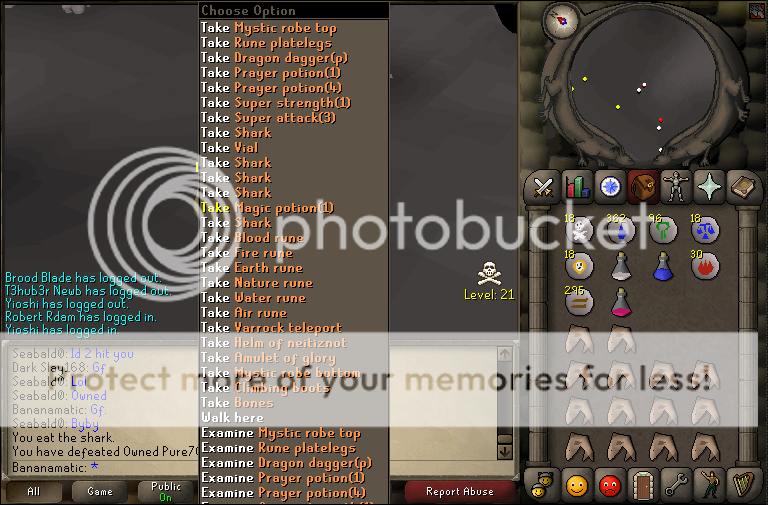 Choose Option
Take Mystic robe top
Take Rune platelegs
Take Dragon dagger(p)
Take Prayer potion(1)
Take Prayer potion(4)
Take Super strength(1)
Take Super attack(3)
Take Shark
Take Vial
Take Shark
Take Shark
Take Shark
Take Magic potion(1)
Take Shark
Take Blood rune
Take Fire rune
Take Earth rune
Take Nature rune
Take Water rune
Take Air rune
Take Varrock teleport
Take Helm of neitiznot
Take Amulet of glory
Take Mystic robe bottom
Take Climbing boots
Take Bones
Walk here
Examine Mystic robe top
Examine Rune platelegs
Examine Dragon dagger(p)
Examine Prayer potion(1)
Examine Prayer potion(4)
Brood Blade has logged out.
T3hub3r Newb has logged out.
Yioshi has logged out.
Robert Rdam has logged in.
Yioshi has logged in.
Seabald0: Id 2 hit you
Dark Slay168: Gf
Seabald0: Lol
Seabald0: Owned
Bananamatic: Gf
Seabald0: Byby
You eat the shark.
You have defeated Owned
Bananamatic: *
All
Game
Public
On
Report Abuse
Level: 21
18
362
96
18
18
30
295
photobucket
Protect more of your memories for less!